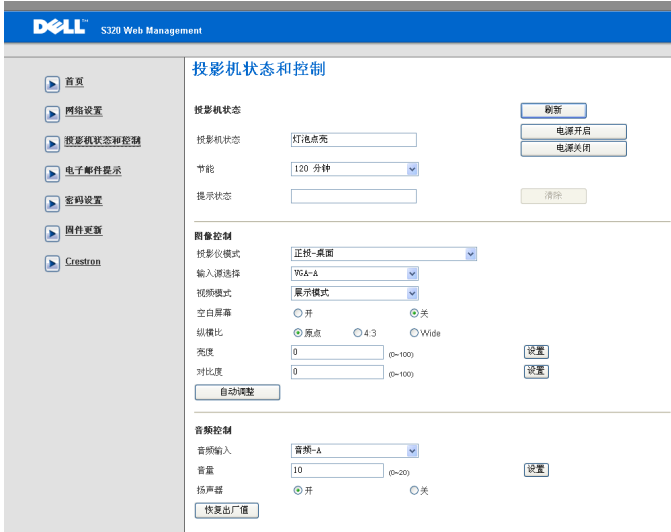 DELL™ S320 Web Management
首页
网络设置
投影机状态和控制
电子邮件提示
密码设置
固件更新
Crestron
投影机状态和控制
投影机状态 刷新
投影机状态 灯泡点亮 电源开启
电源关闭
节能 120 分钟
提示状态 清除
图像控制
投影仪模式 正投-桌面
输入源选择 VGA-A
视频模式 展示模式
空白屏幕 开 关
纵横比 原点 4:3 Wide
亮度 0 (0~100) 设置
对比度 0 (0~100) 设置
自动调整
音频控制
音频输入 音频-A
音量 10 (0~20) 设置
扬声器 开 关
恢复出厂值